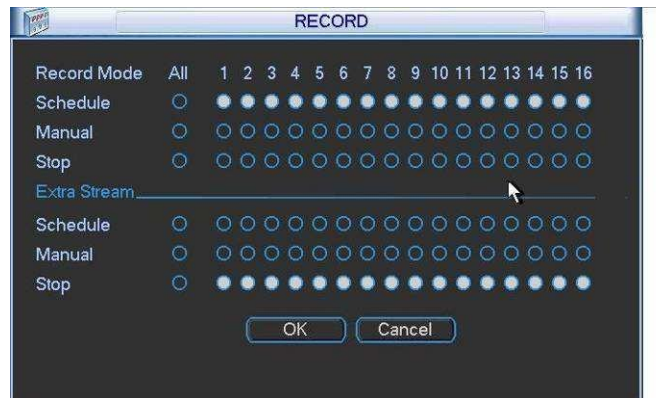 RECORD
Record Mode All 1 2 3 4 5 6 7 8 9 10 11 12 13 14 15 16
Schedule
Manual
Stop
Extra Stream
Schedule
Manual
Stop
OK Cancel